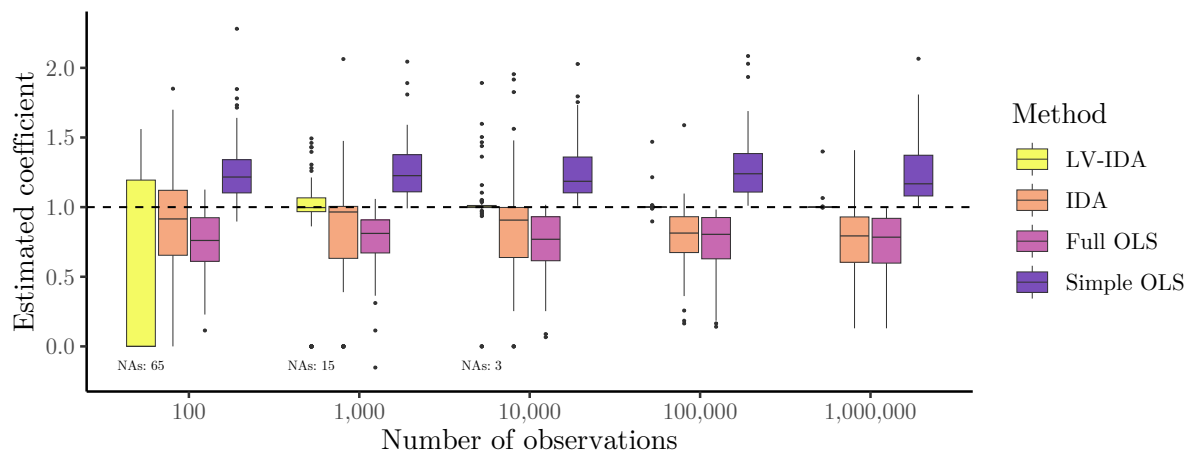 Estimated coefficient
2.0
1.5
1.0
0.5
0.0
NAs: 65
NAs: 15
NAs: 3
100
1,000
10,000
100,000
1,000,000
Number of observations
Method
LV-IDA
IDA
Full OLS
Simple OLS